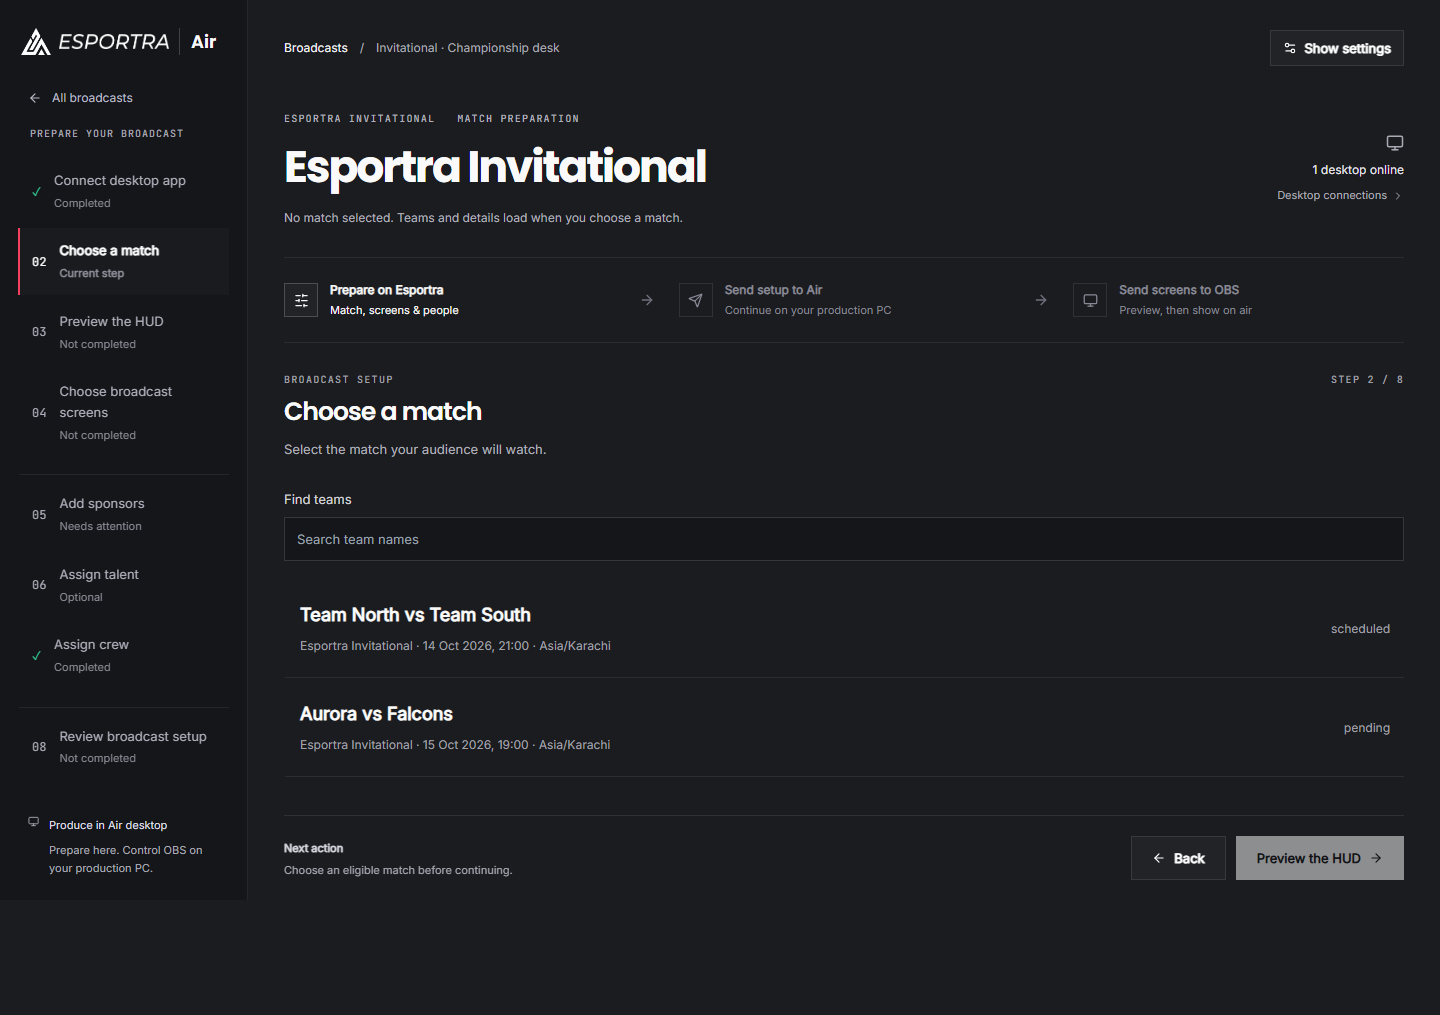 ESPORTRA Air
All broadcasts
PREPARE YOUR BROADCAST
Connect desktop app
Completed
02
Choose a match
Current step
03
Preview the HUD
Not completed
04
Choose broadcast
screens
Not completed
05
Add sponsors
Needs attention
06
Assign talent
Optional
Assign crew
Completed
08
Review broadcast setup
Not completed
Produce in Air desktop
Prepare here. Control OBS on
your production PC.
Broadcasts / Invitational · Championship desk
Show settings
ESPORTRA INVITATIONAL MATCH PREPARATION
Esportra Invitational
No match selected. Teams and details load when you choose a match.
1 desktop online
Desktop connections
Prepare on Esportra
Match, screens & people
Send setup to Air
Continue on your production PC
Send screens to OBS
Preview, then show on air
BROADCAST SETUP
STEP 2 / 8
Choose a match
Select the match your audience will watch.
Find teams
Search team names
Team North vs Team South
Esportra Invitational · 14 Oct 2026, 21:00 · Asia/Karachi
scheduled
Aurora vs Falcons
Esportra Invitational · 15 Oct 2026, 19:00 · Asia/Karachi
pending
Next action
Choose an eligible match before continuing.
Back
Preview the HUD